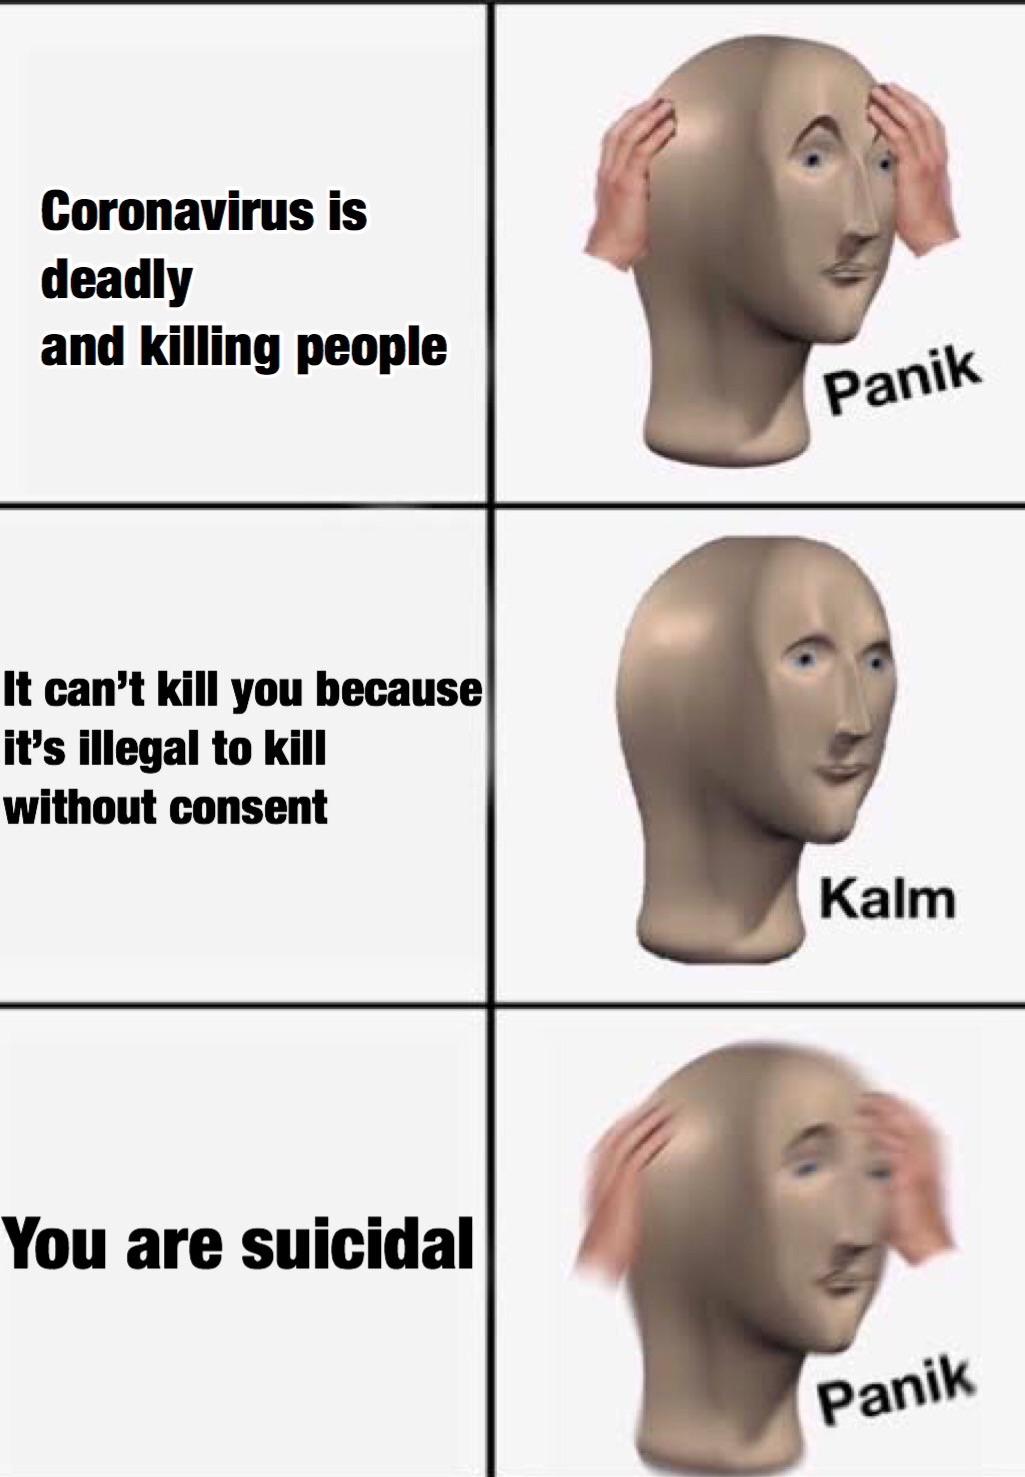 Coronavirus is
deadly
and killing people
Panik
It can't kill you because
it's illegal to kill
without consent
Kalm
You are suicidal
Panik